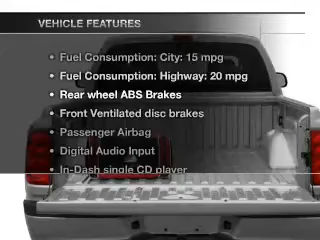 VEHICLE FEATURES
• Fuel Consumption: City: 15 mpg
• Fuel Consumption: Highway: 20 mpg
• Rear wheel ABS Brakes
• Front Ventilated disc brakes
• Passenger Airbag
• Digital Audio Input
• In-Dash single CD player